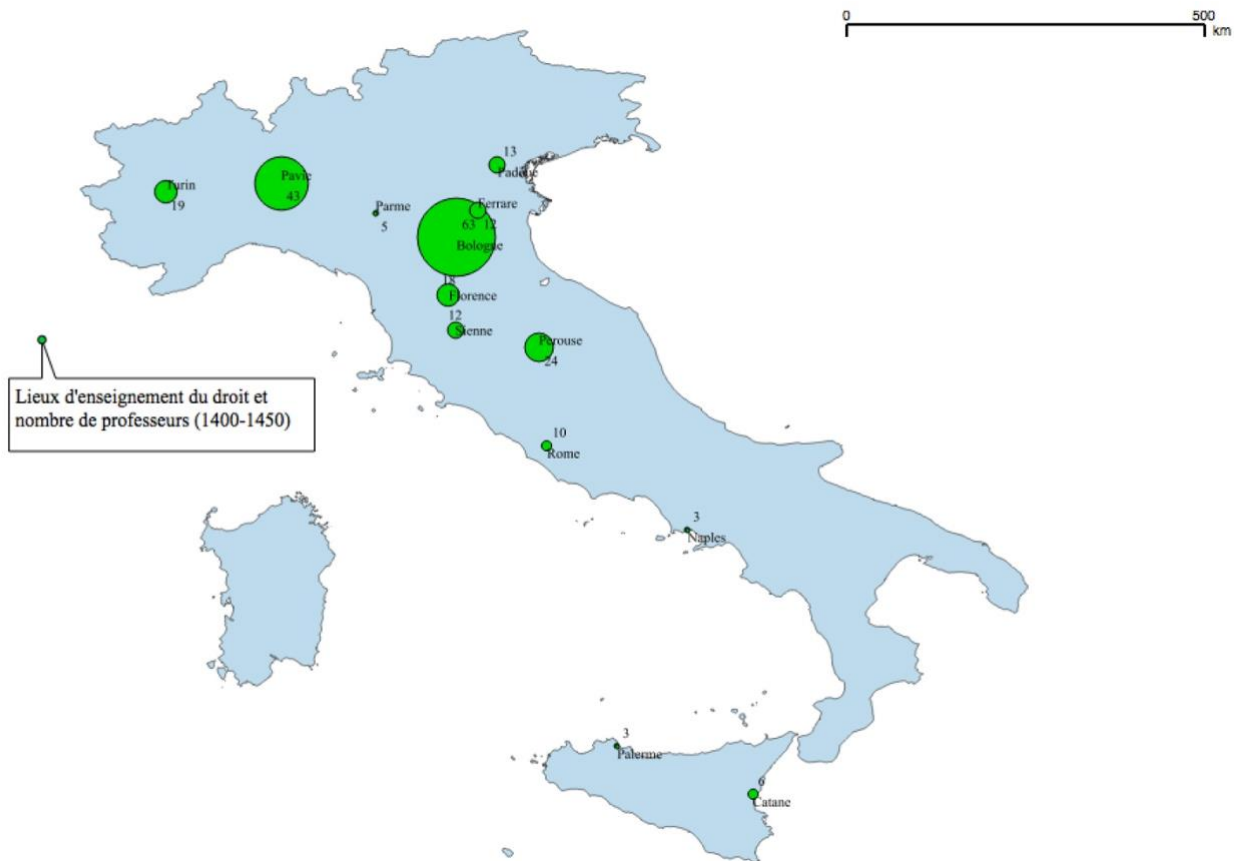 0 500
km
13
Padoue
Pavie
43
Turin
19
Parme
5
Ferrare
63 12
Bologne
18
Florence
12
Sienne
Perouse
24
Lieux d'enseignement du droit et
nombre de professeurs (1400-1450)
10
Rome
3
Naples
3
Palerme
6
Catane